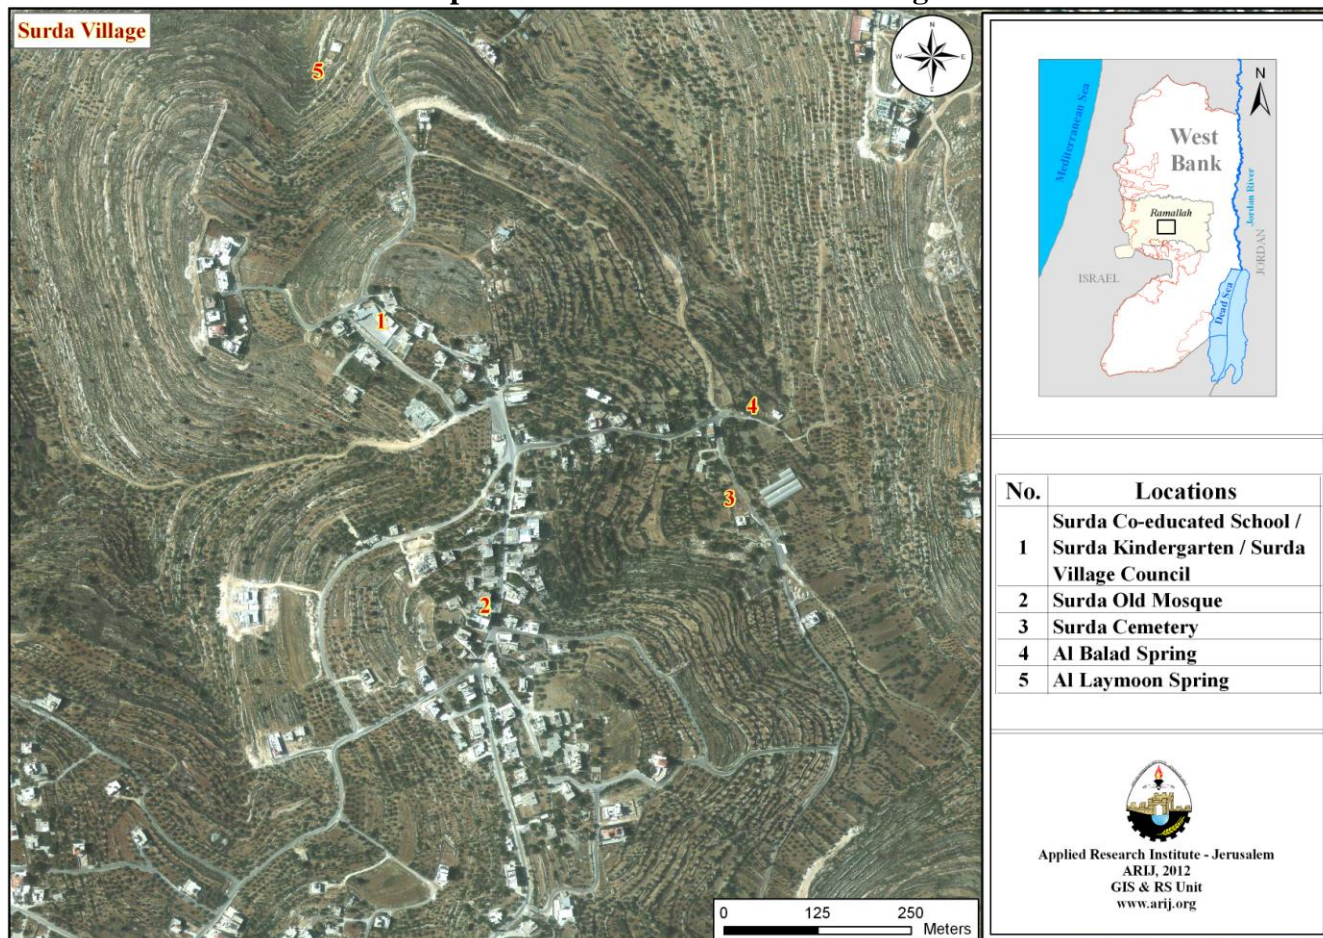 Surda Village
5
1
4
3
2
N
W
E
S
0 125 250
Meters
N
Mediterranean Sea
West
Bank
Jordan River
Ramallah
JORDAN
ISRAEL
Dead Sea
No. Locations
1 Surda Co-educated School /
Surda Kindergarten / Surda
Village Council
2 Surda Old Mosque
3 Surda Cemetery
4 Al Balad Spring
5 Al Laymoon Spring
Applied Research Institute - Jerusalem
ARIJ, 2012
GIS & RS Unit
www.arij.org